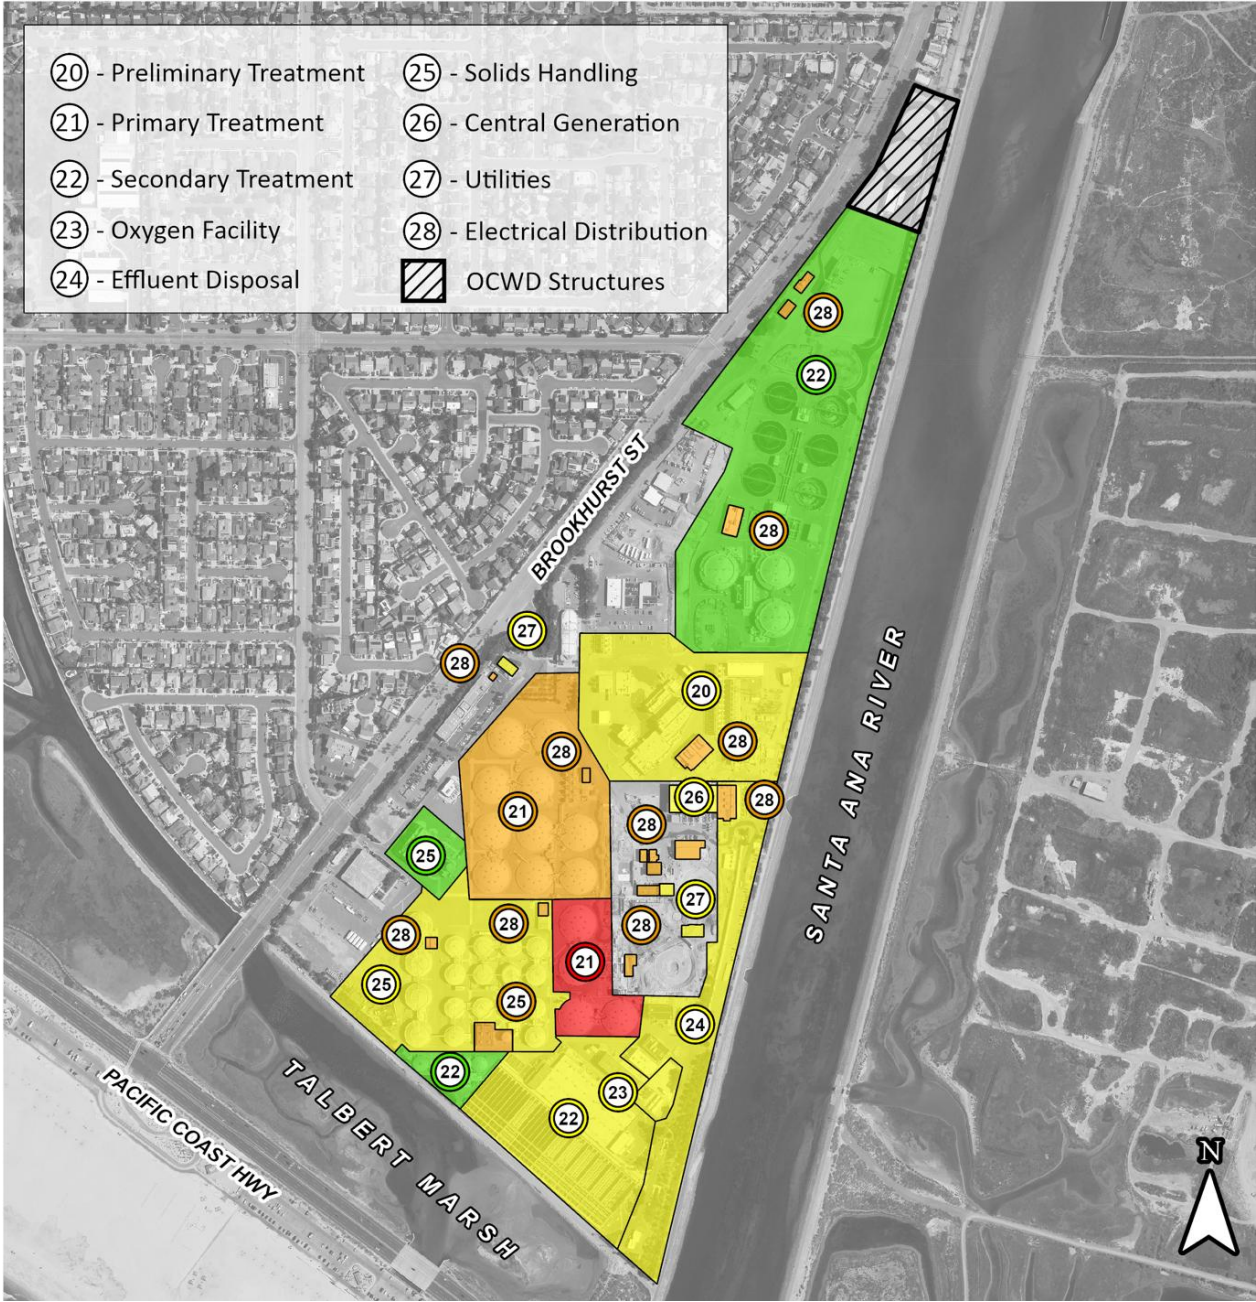 20 - Preliminary Treatment
21 - Primary Treatment
22 - Secondary Treatment
23 - Oxygen Facility
24 - Effluent Disposal
25 - Solids Handling
26 - Central Generation
27 - Utilities
28 - Electrical Distribution
OCWD Structures
28
22
28
BROOKHURST ST
27
28
20
28
28
21
26
28
28
25
27
28
28
28
21
25
25
24
22
23
22
SANTA ANA RIVER
TALBERT MARSH
PACIFIC COAST HWY
N